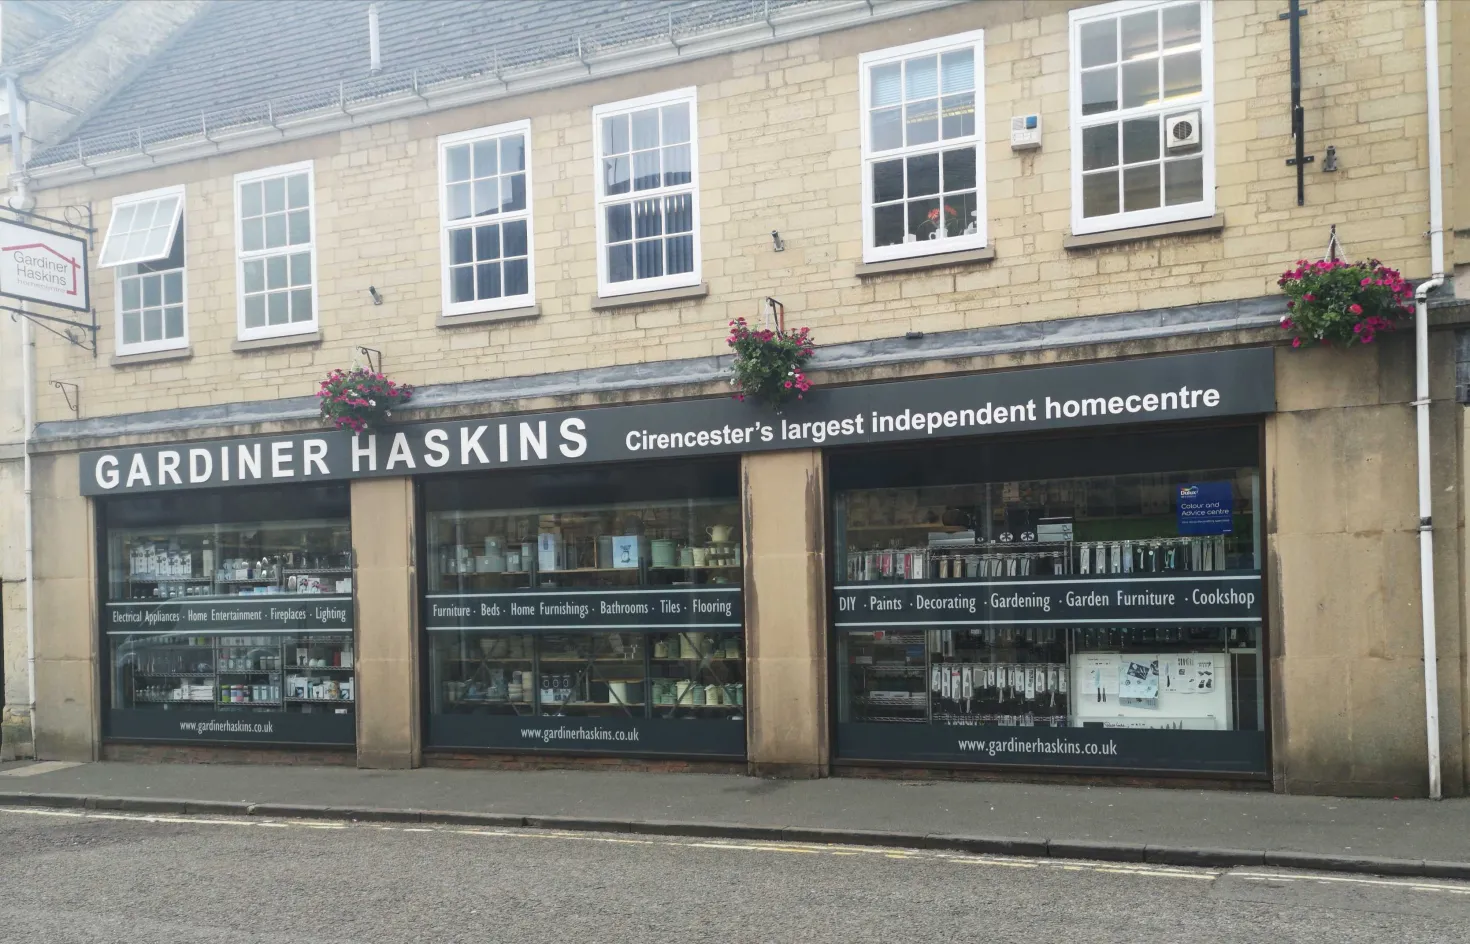 Gardiner
Haskins
Homecentre
GARDINER HASKINS Cirencester's largest independent homecentre
Dulux
Colour and
Advice centre
Electrical Appliances · Home Entertainment · Fireplaces · Lighting
Furniture · Beds · Home Furnishings · Bathrooms · Tiles · Flooring
DIY · Paints · Decorating · Gardening · Garden Furniture · Cookshop
www.gardinerhaskins.co.uk
www.gardinerhaskins.co.uk
www.gardinerhaskins.co.uk